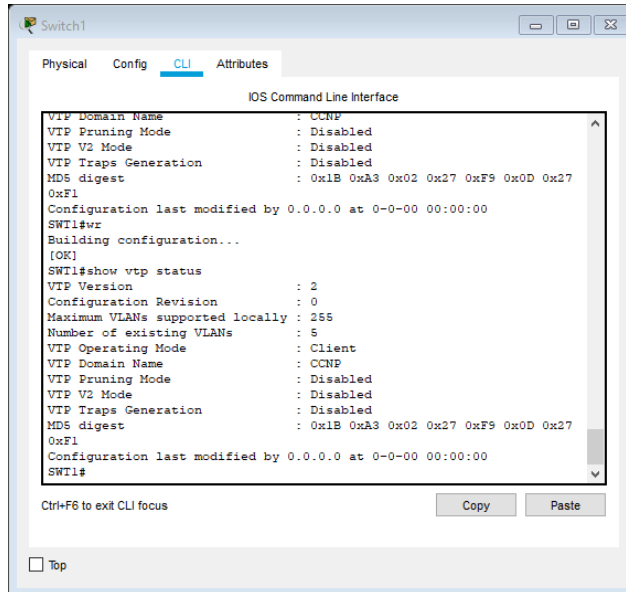 Switch1
Physical Config CLI Attributes
IOS Command Line Interface
VTP Domain Name : CCNP
VTP Pruning Mode : Disabled
VTP V2 Mode : Disabled
VTP Traps Generation : Disabled
MD5 digest : 0x1B 0xA3 0x02 0x27 0xF9 0x0D 0x27
0xF1
Configuration last modified by 0.0.0.0 at 0-0-00 00:00:00
SWT1#wr
Building configuration...
[OK]
SWT1#show vtp status
VTP Version : 2
Configuration Revision : 0
Maximum VLANs supported locally : 255
Number of existing VLANs : 5
VTP Operating Mode : Client
VTP Domain Name : CCNP
VTP Pruning Mode : Disabled
VTP V2 Mode : Disabled
VTP Traps Generation : Disabled
MD5 digest : 0x1B 0xA3 0x02 0x27 0xF9 0x0D 0x27
0xF1
Configuration last modified by 0.0.0.0 at 0-0-00 00:00:00
SWT1#
Ctrl+F6 to exit CLI focus
Copy Paste
Top